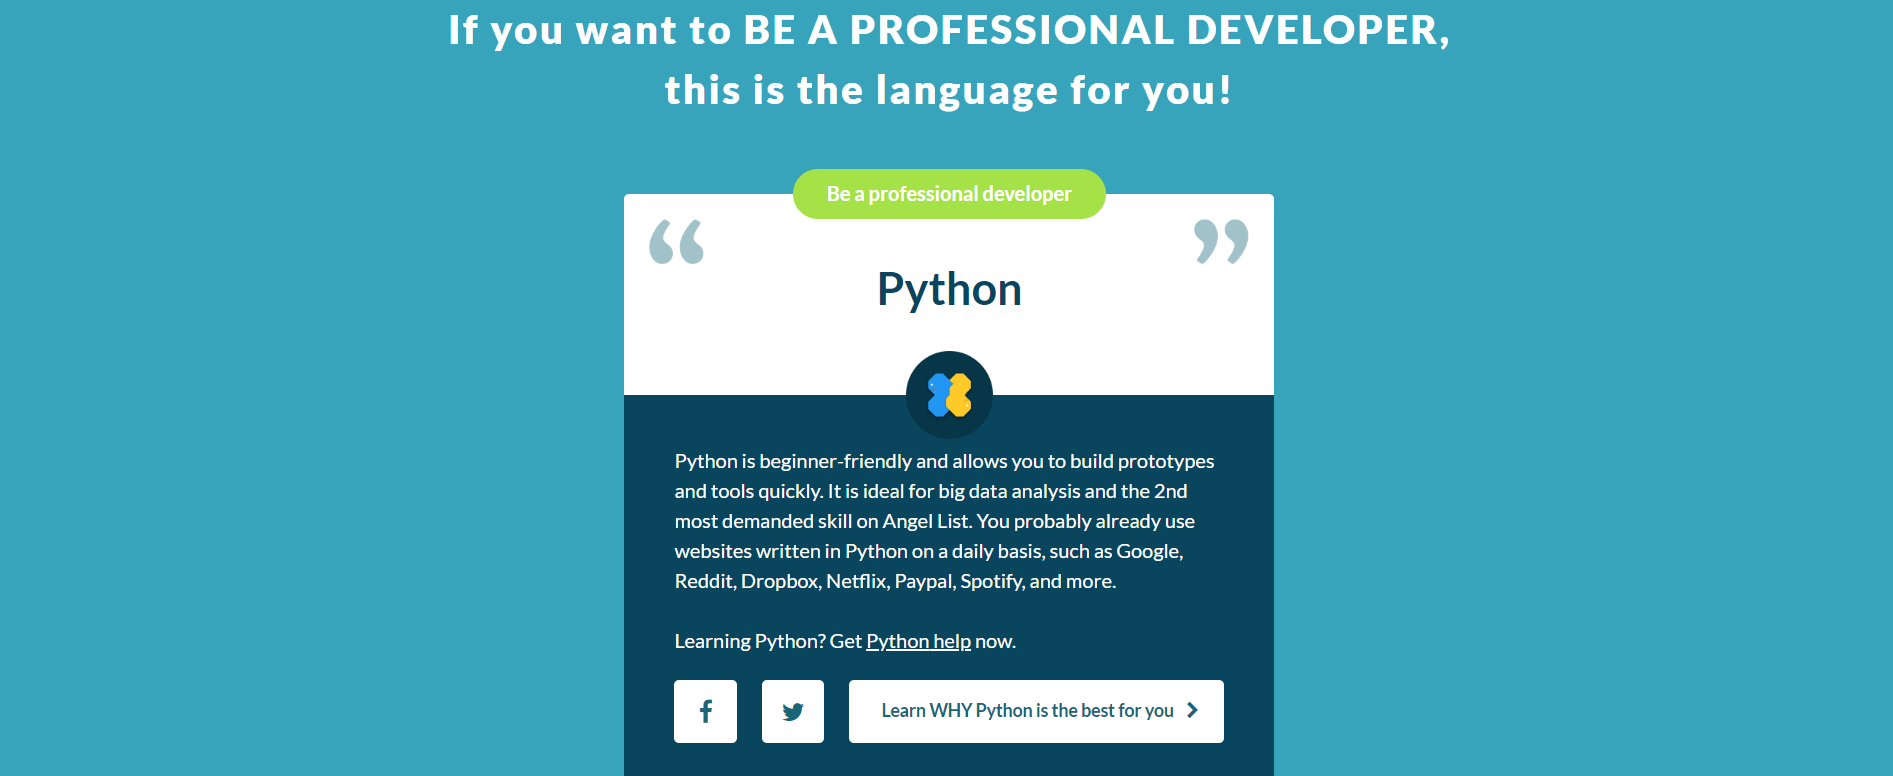 If you want to BE A PROFESSIONAL DEVELOPER,
this is the language for you!
Be a professional developer
“ ”
Python
Python is beginner-friendly and allows you to build prototypes
and tools quickly. It is ideal for big data analysis and the 2nd
most demanded skill on Angel List. You probably already use
websites written in Python on a daily basis, such as Google,
Reddit, Dropbox, Netflix, Paypal, Spotify, and more.
Learning Python? Get Python help now.
Learn WHY Python is the best for you